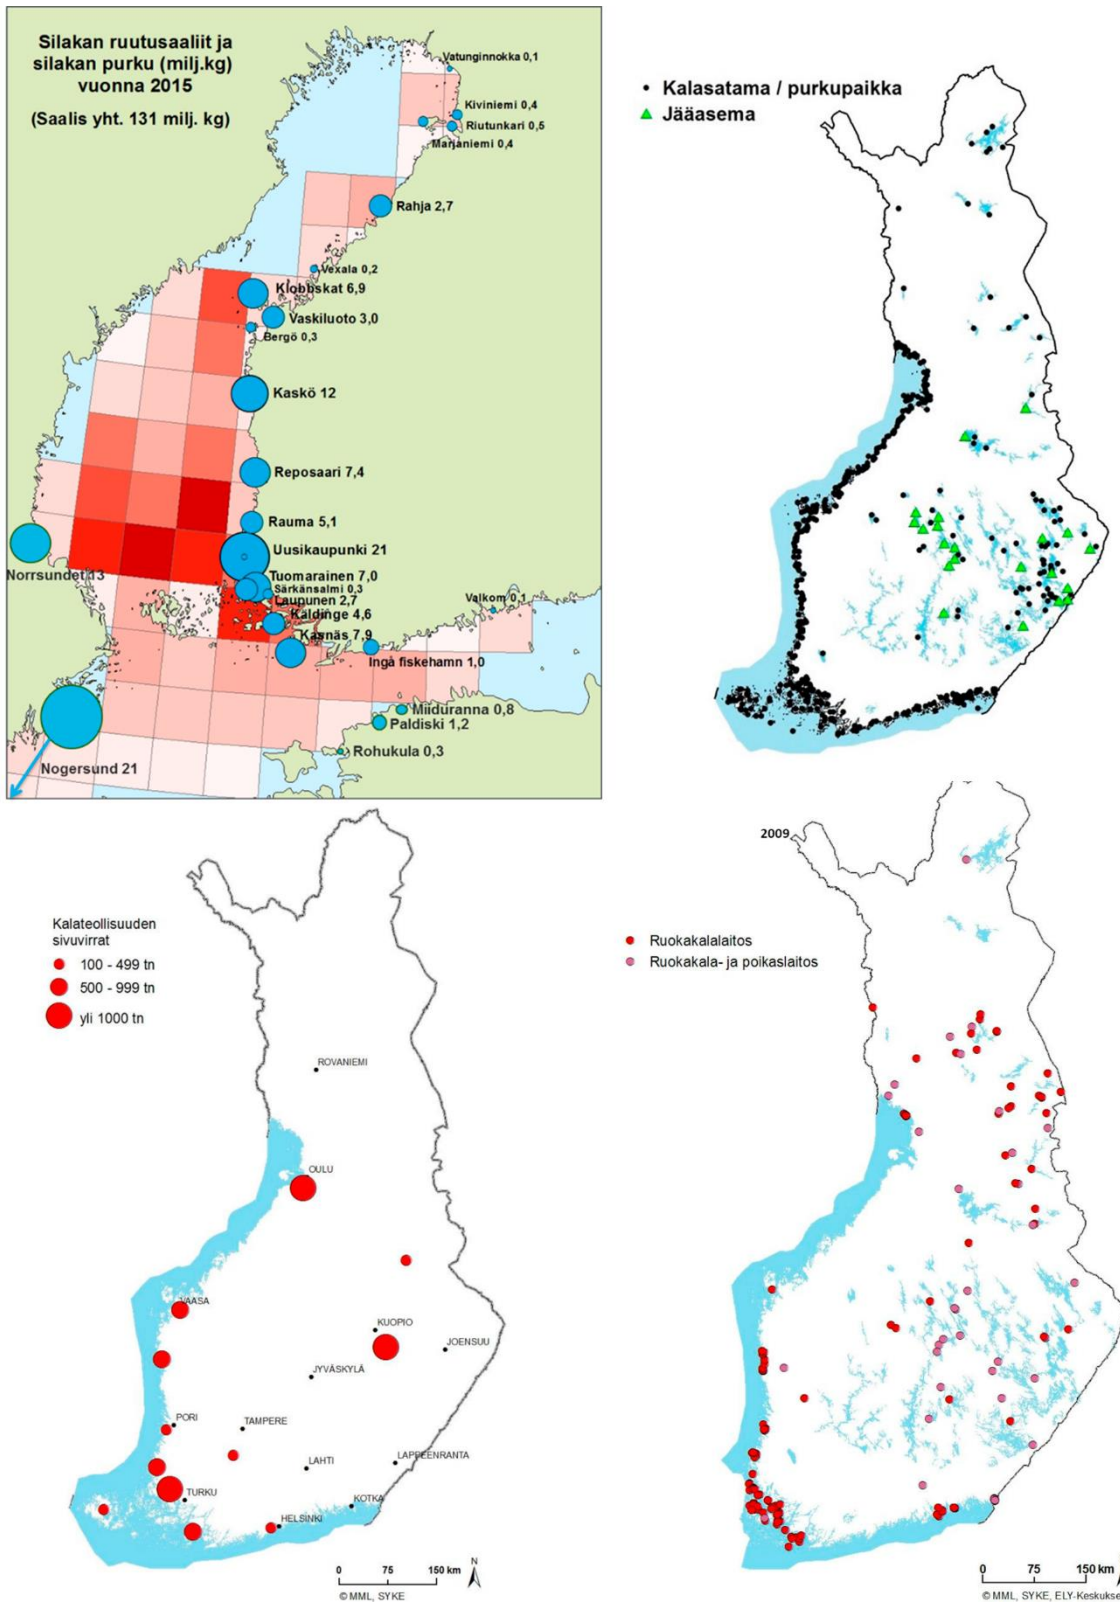 Silakan ruutusaaliit ja
silakan purku (milj.kg)
vuonna 2015
(Saalis yht. 131 milj. kg)
Vatunginnokka 0,1
Kiviniemi 0,4
Riutunkari 0,5
Marjaniemi 0,4
Rahja 2,7
Vexala 0,2
Klobbskat 6,9
Vaskiluoto 3,0
Bergö 0,3
Kaskö 12
Reposaari 7,4
Rauma 5,1
Uusikaupunki 21
Norrsundet 13
Tuomarainen 7,0
Särkänsalmi 0,3
Laupunen 2,7
Valkom 0,1
Käldinge 4,6
Kasnäs 7,9
Ingå fiskehamn 1,0
Miiduranna 0,8
Paldiski 1,2
Rohukula 0,3
Nogersund 21
Kalasatama / purkupaikka
Jääasema
Kalateollisuuden
sivuvirrat
100 - 499 tn
500 - 999 tn
yli 1000 tn
ROVANIEMI
OULU
VAASA
KUOPIO
JOENSUU
JYVÄSKYLÄ
PORI
TAMPERE
LAHTI
LAPPEENRANTA
TURKU
KOTKA
HELSINKI
0 75 150 km
N
© MML, SYKE
2009
Ruokakalalaitos
Ruokakala- ja poikaslaitos
0 75 150 km
© MML, SYKE, ELY-Keskukse